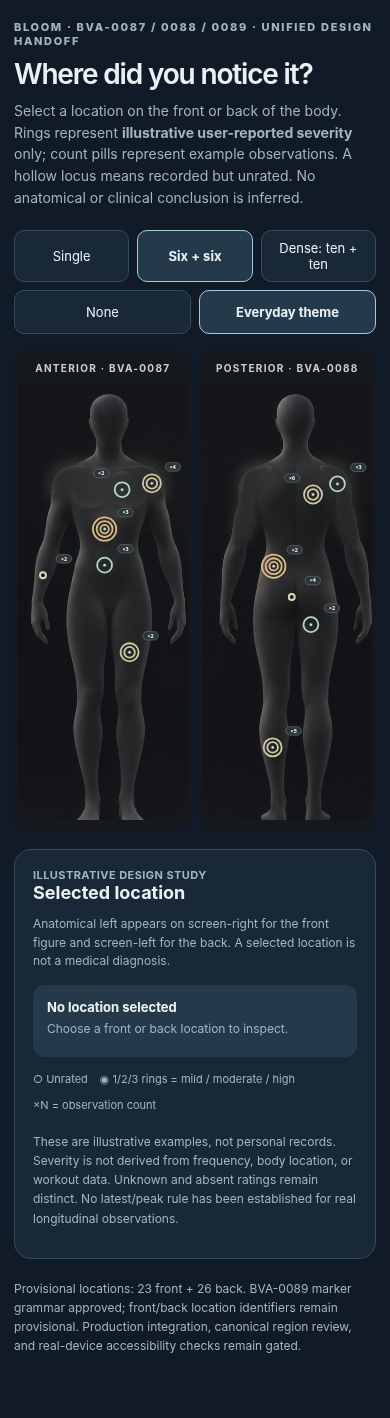 BLOOM · BVA-0087 / 0088 / 0089 · UNIFIED DESIGN
HANDOFF
Where did you notice it?
Select a location on the front or back of the body.
Rings represent illustrative user-reported severity
only; count pills represent example observations. A
hollow locus means recorded but unrated. No
anatomical or clinical conclusion is inferred.
Single
Six + six
Dense: ten +
ten
None
Everyday theme
ANTERIOR · BVA-0087
×2
×4
×3
×3
×2
×2
POSTERIOR · BVA-0088
×3
×6
×2
×4
×2
×5
ILLUSTRATIVE DESIGN STUDY
Selected location
Anatomical left appears on screen-right for the front
figure and screen-left for the back. A selected location is
not a medical diagnosis.
No location selected
Choose a front or back location to inspect.
○ Unrated ◉ 1/2/3 rings = mild / moderate / high
×N = observation count
These are illustrative examples, not personal records.
Severity is not derived from frequency, body location, or
workout data. Unknown and absent ratings remain
distinct. No latest/peak rule has been established for real
longitudinal observations.
Provisional locations: 23 front + 26 back. BVA-0089 marker
grammar approved; front/back location identifiers remain
provisional. Production integration, canonical region review,
and real-device accessibility checks remain gated.